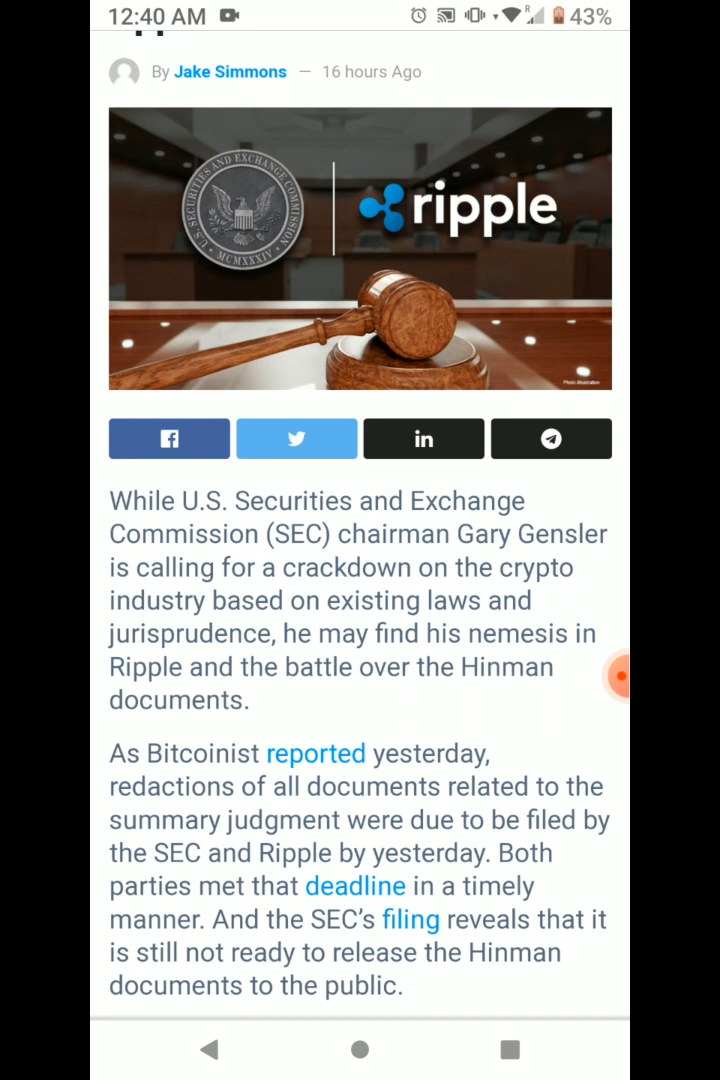 12:40 AM R 43%
By Jake Simmons — 16 hours Ago
U.S. SECURITIES AND EXCHANGE COMMISSION
MCMXXXIV
ripple
Photo illustration
in
While U.S. Securities and Exchange
Commission (SEC) chairman Gary Gensler
is calling for a crackdown on the crypto
industry based on existing laws and
jurisprudence, he may find his nemesis in
Ripple and the battle over the Hinman
documents.
As Bitcoinist reported yesterday,
redactions of all documents related to the
summary judgment were due to be filed by
the SEC and Ripple by yesterday. Both
parties met that deadline in a timely
manner. And the SEC’s filing reveals that it
is still not ready to release the Hinman
documents to the public.